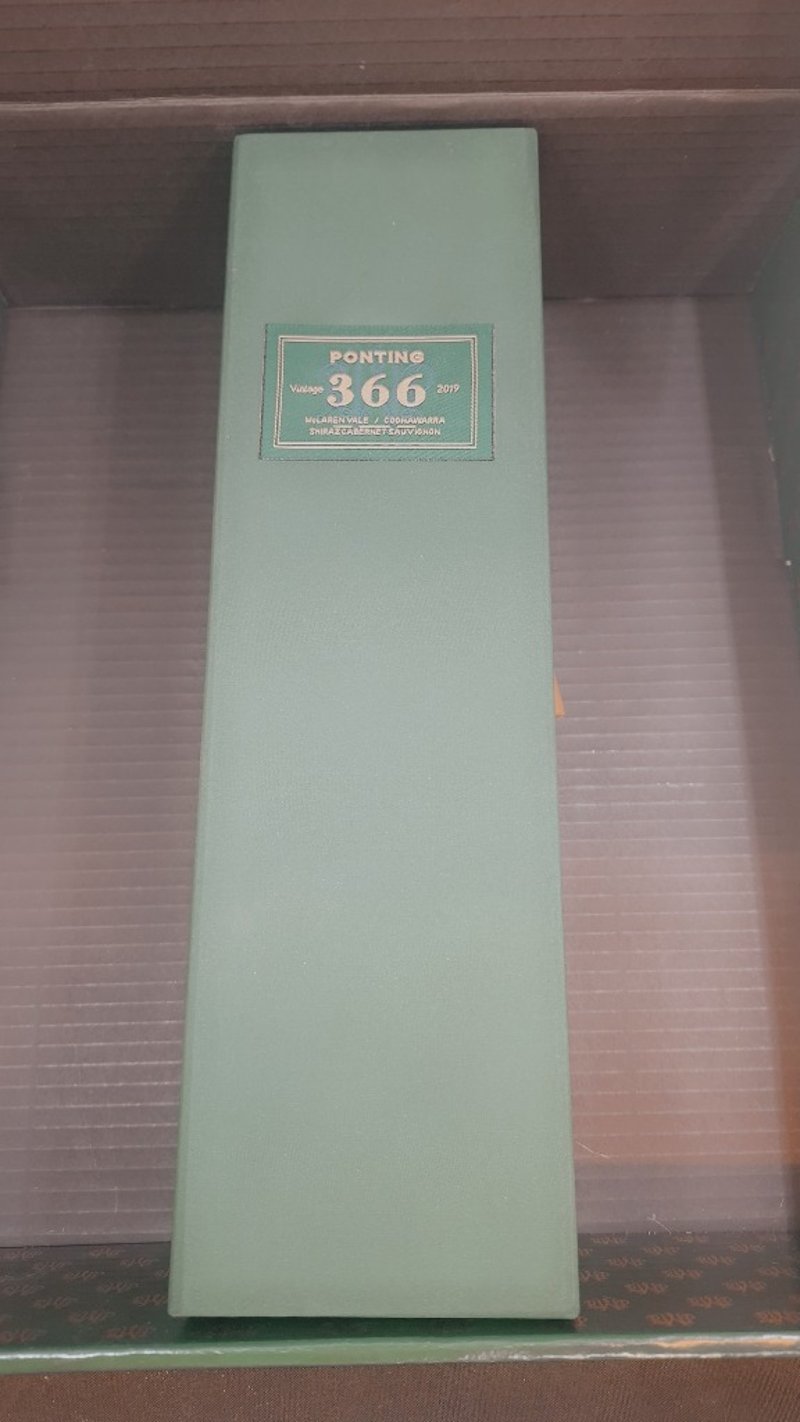 PONTING
Vintage 366 2019
McLAREN VALE / COONAWARRA
SHIRAZ CABERNET SAUVIGNON